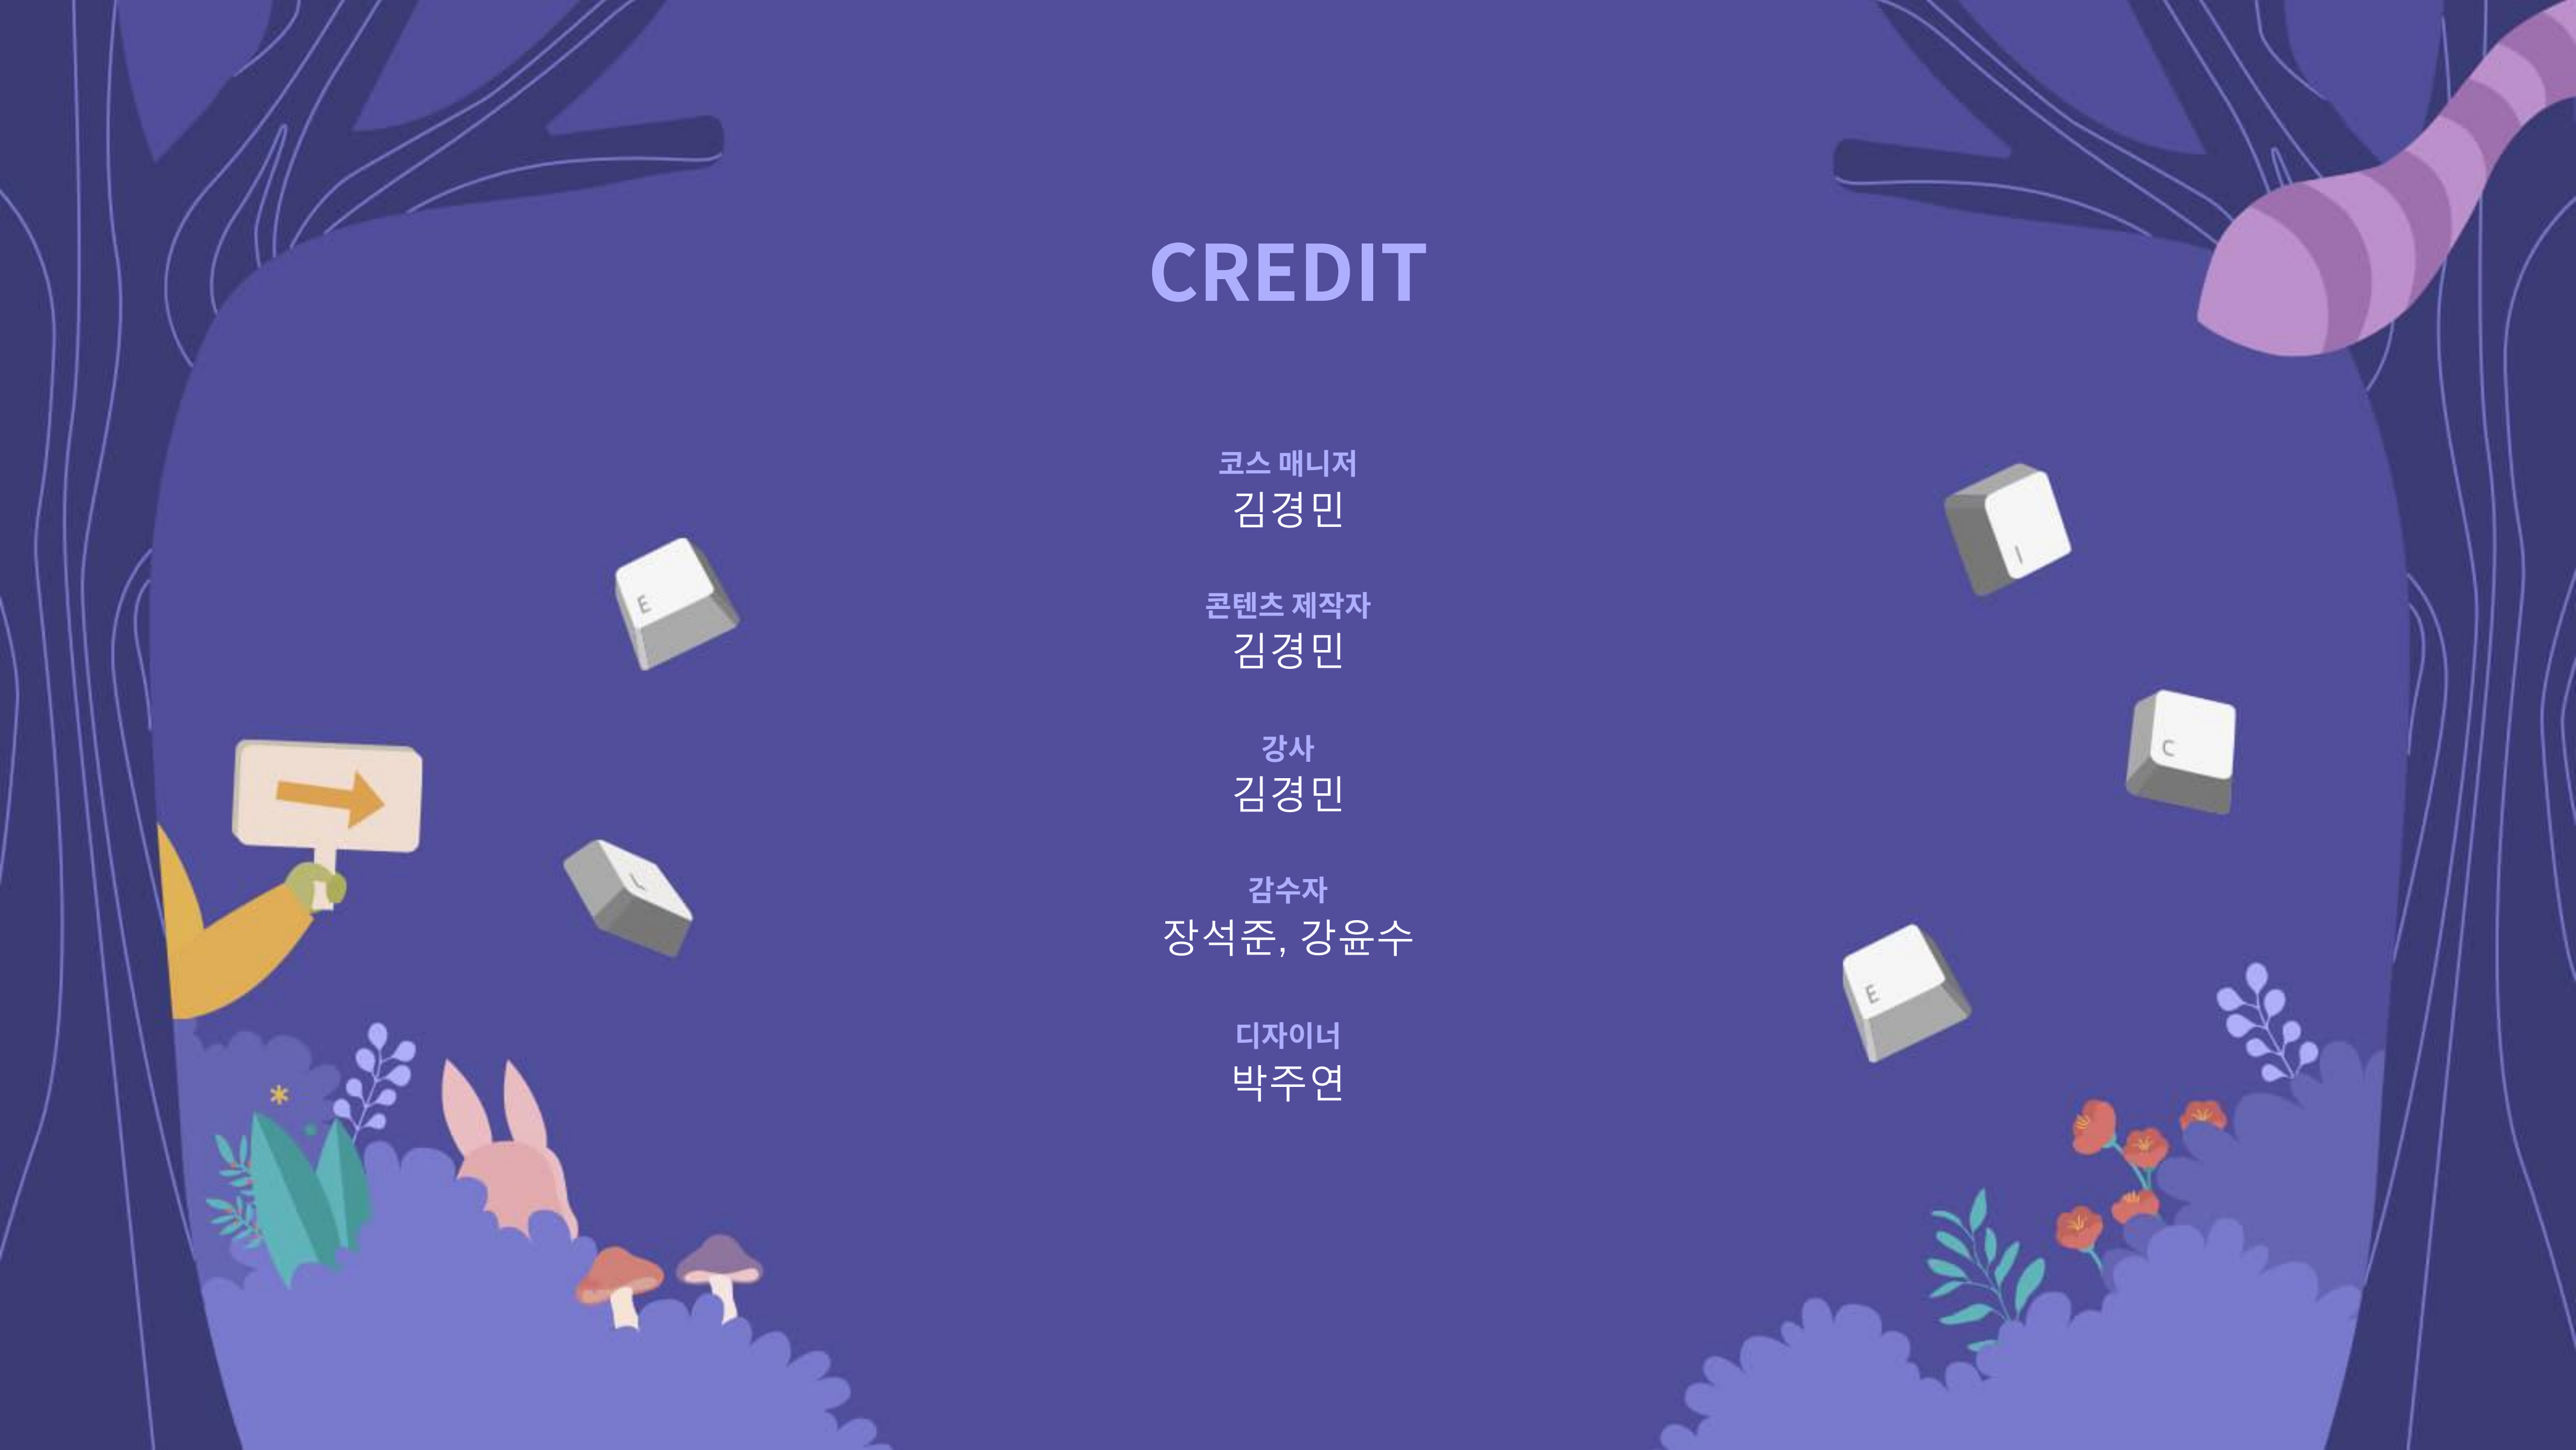 CREDIT
코스 매니저
김경민
콘텐츠 제작자
김경민
강사
김경민
감수자
장석준, 강윤수
디자이너
박주연
E
I
C
L
E